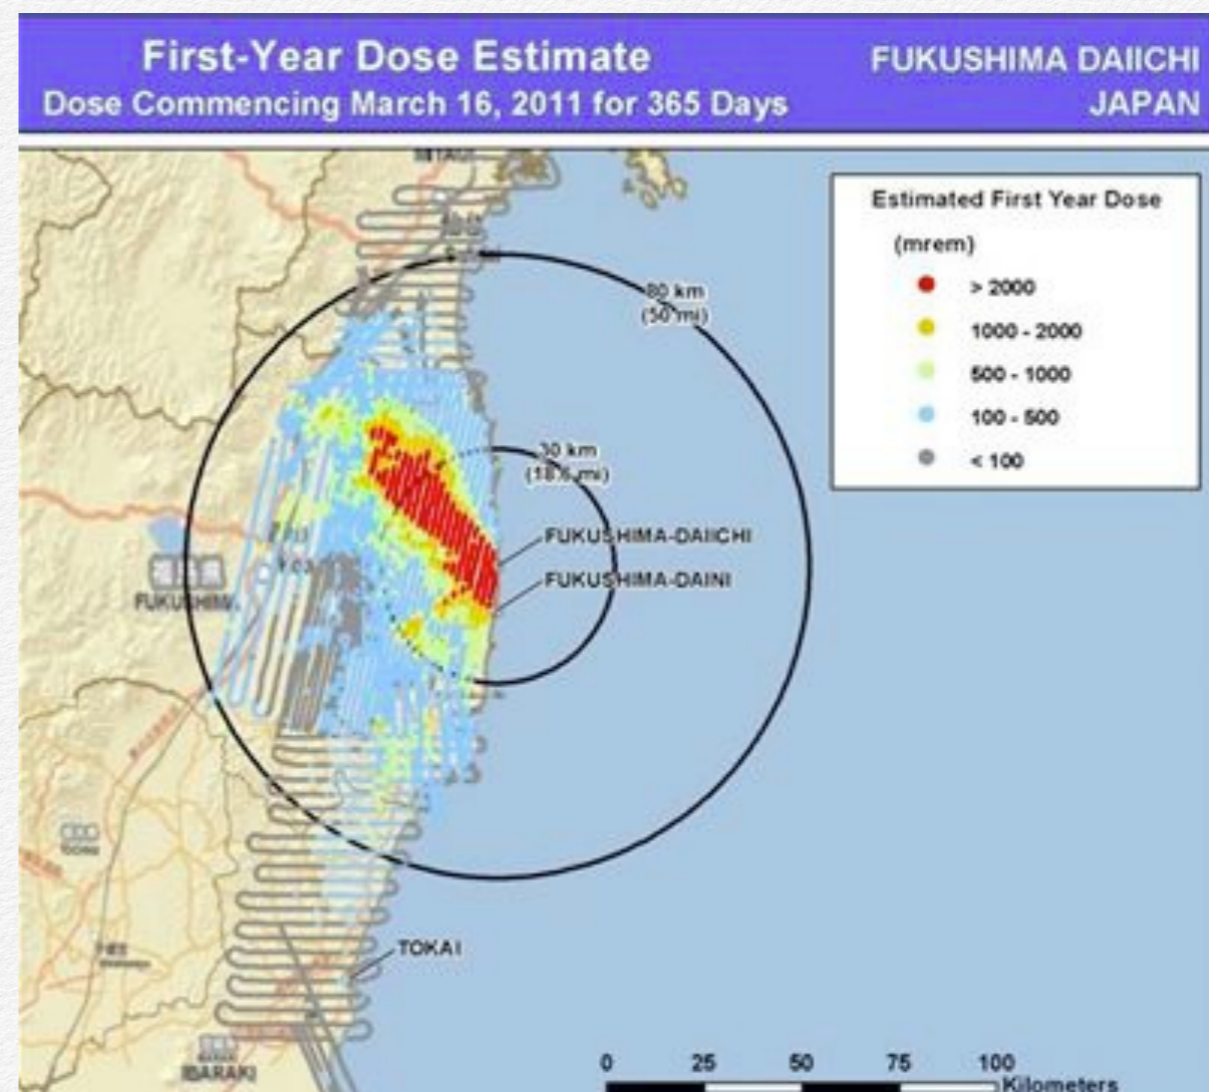 First-Year Dose Estimate
Dose Commencing March 16, 2011 for 365 Days
FUKUSHIMA DAIICHI
JAPAN
Estimated First Year Dose
(mrem)
> 2000
1000 - 2000
500 - 1000
100 - 500
< 100
80 km
(50 mi)
30 km
(18.6 mi)
FUKUSHIMA-DAIICHI
FUKUSHIMA-DAINI
FUKUSHIMA
TOKAI
IBARAKI
0 25 50 75 100
Kilometers